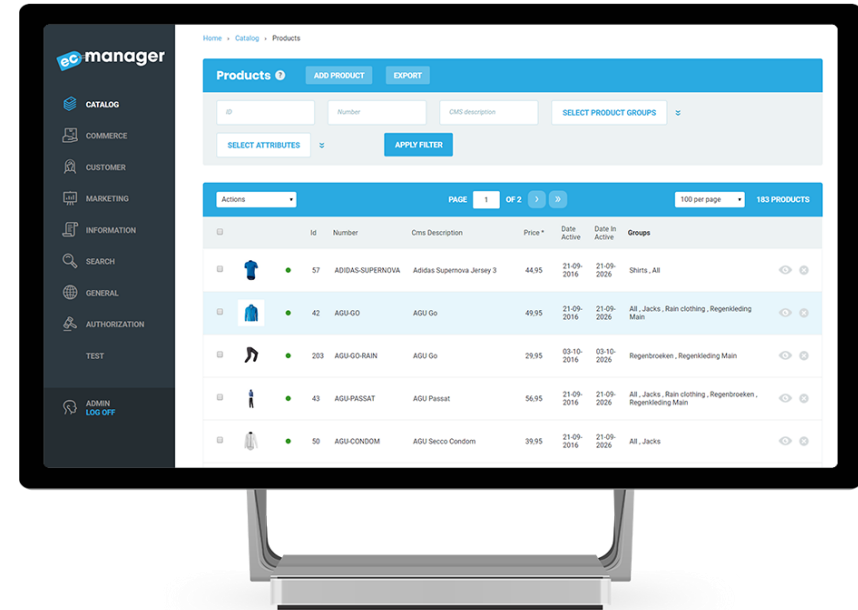 Home › Catalog › Products
ec manager
Products ?
ADD PRODUCT
EXPORT
ID
Number
CMS description
SELECT PRODUCT GROUPS
SELECT ATTRIBUTES
APPLY FILTER
CATALOG
COMMERCE
CUSTOMER
MARKETING
INFORMATION
SEARCH
GENERAL
AUTHORIZATION
TEST
ADMIN
LOG OFF
Actions
PAGE 1 OF 2 › »
100 per page
183 PRODUCTS
Id Number Cms Description Price * Date Active Date In Active Groups
57 ADIDAS-SUPERNOVA Adidas Supernova Jersey 3 44,95 21-09-2016 21-09-2026 Shirts , All
42 AGU-GO AGU Go 49,95 21-09-2016 21-09-2026 All , Jacks , Rain clothing , Regenkleding Main
203 AGU-GO-RAIN AGU Go 29,95 03-10-2016 03-10-2026 Regenbroeken , Regenkleding Main
43 AGU-PASSAT AGU Passat 56,95 21-09-2016 21-09-2026 All , Jacks , Rain clothing , Regenbroeken , Regenkleding Main
50 AGU-CONDOM AGU Secco Condom 39,95 21-09-2016 21-09-2026 All , Jacks